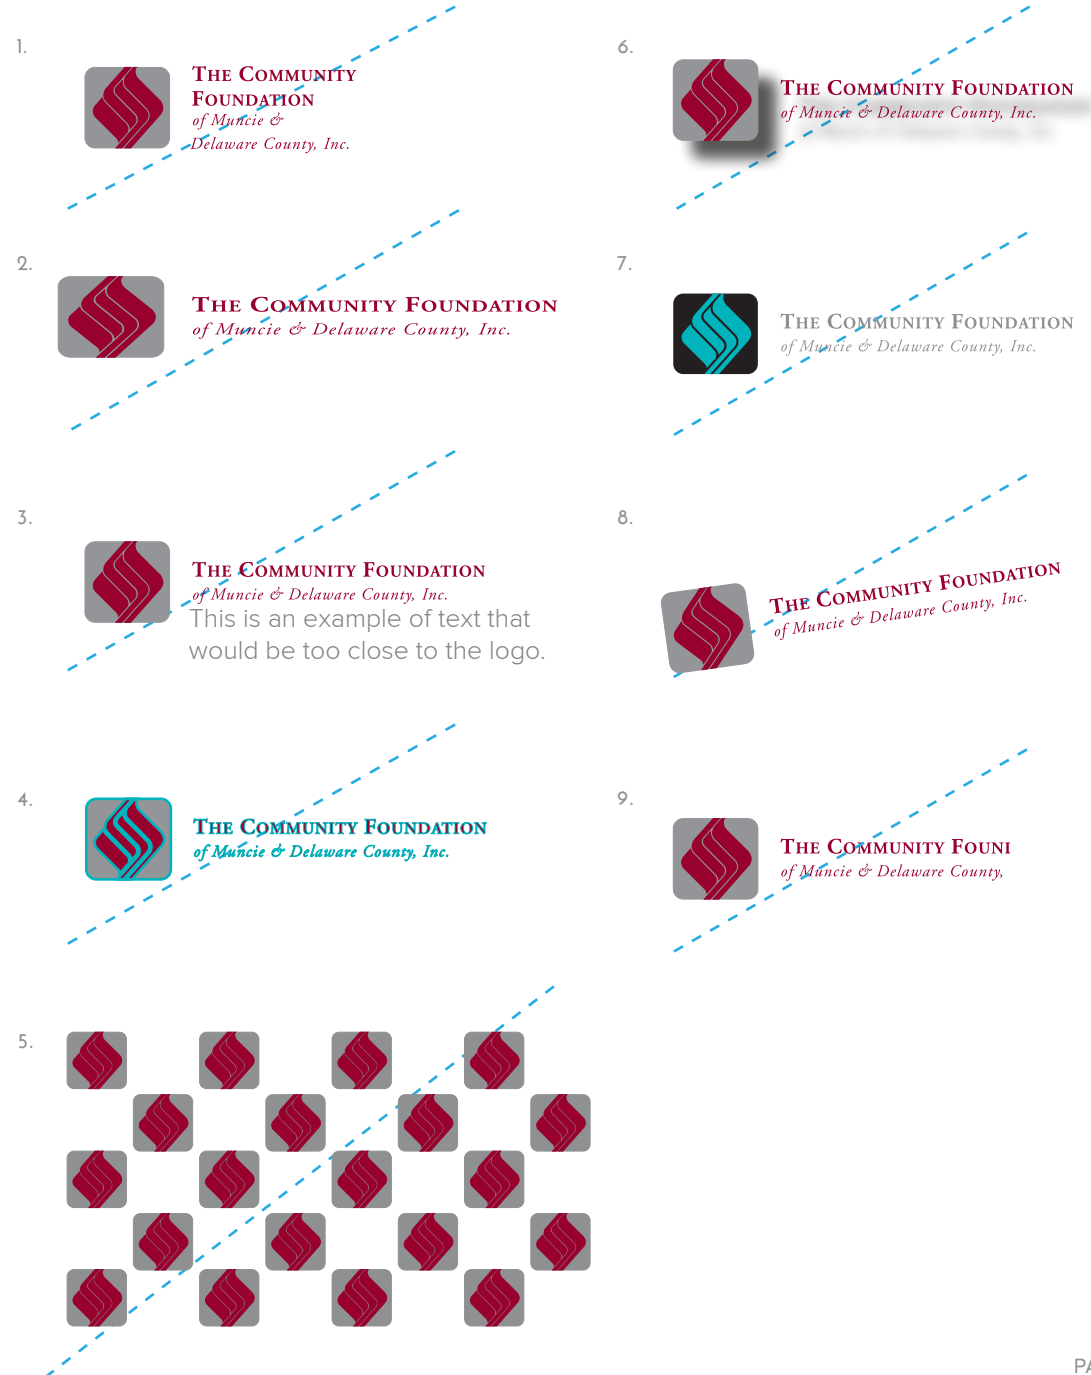 1.
THE COMMUNITY
FOUNDATION
of Muncie &
Delaware County, Inc.
2.
THE COMMUNITY FOUNDATION
of Muncie & Delaware County, Inc.
3.
THE COMMUNITY FOUNDATION
of Muncie & Delaware County, Inc.
This is an example of text that
would be too close to the logo.
4.
THE COMMUNITY FOUNDATION
of Muncie & Delaware County, Inc.
5.
6.
THE COMMUNITY FOUNDATION
of Muncie & Delaware County, Inc.
7.
THE COMMUNITY FOUNDATION
of Muncie & Delaware County, Inc.
8.
THE COMMUNITY FOUNDATION
of Muncie & Delaware County, Inc.
9.
THE COMMUNITY FOUNI
of Muncie & Delaware County,
PA